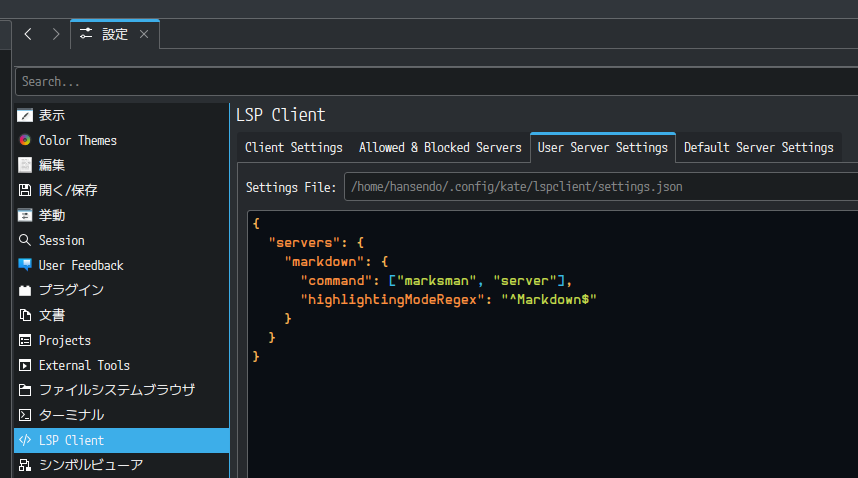 設定
Search...
表示
Color Themes
編集
開く/保存
挙動
Session
User Feedback
プラグイン
文書
Projects
External Tools
ファイルシステムブラウザ
ターミナル
LSP Client
シンボルビューア
LSP Client
Client Settings Allowed & Blocked Servers User Server Settings Default Server Settings
Settings File: /home/hansendo/.config/kate/lspclient/settings.json
{
  "servers": {
    "markdown": {
      "command": ["marksman", "server"],
      "highlightingModeRegex": "^Markdown$"
    }
  }
}